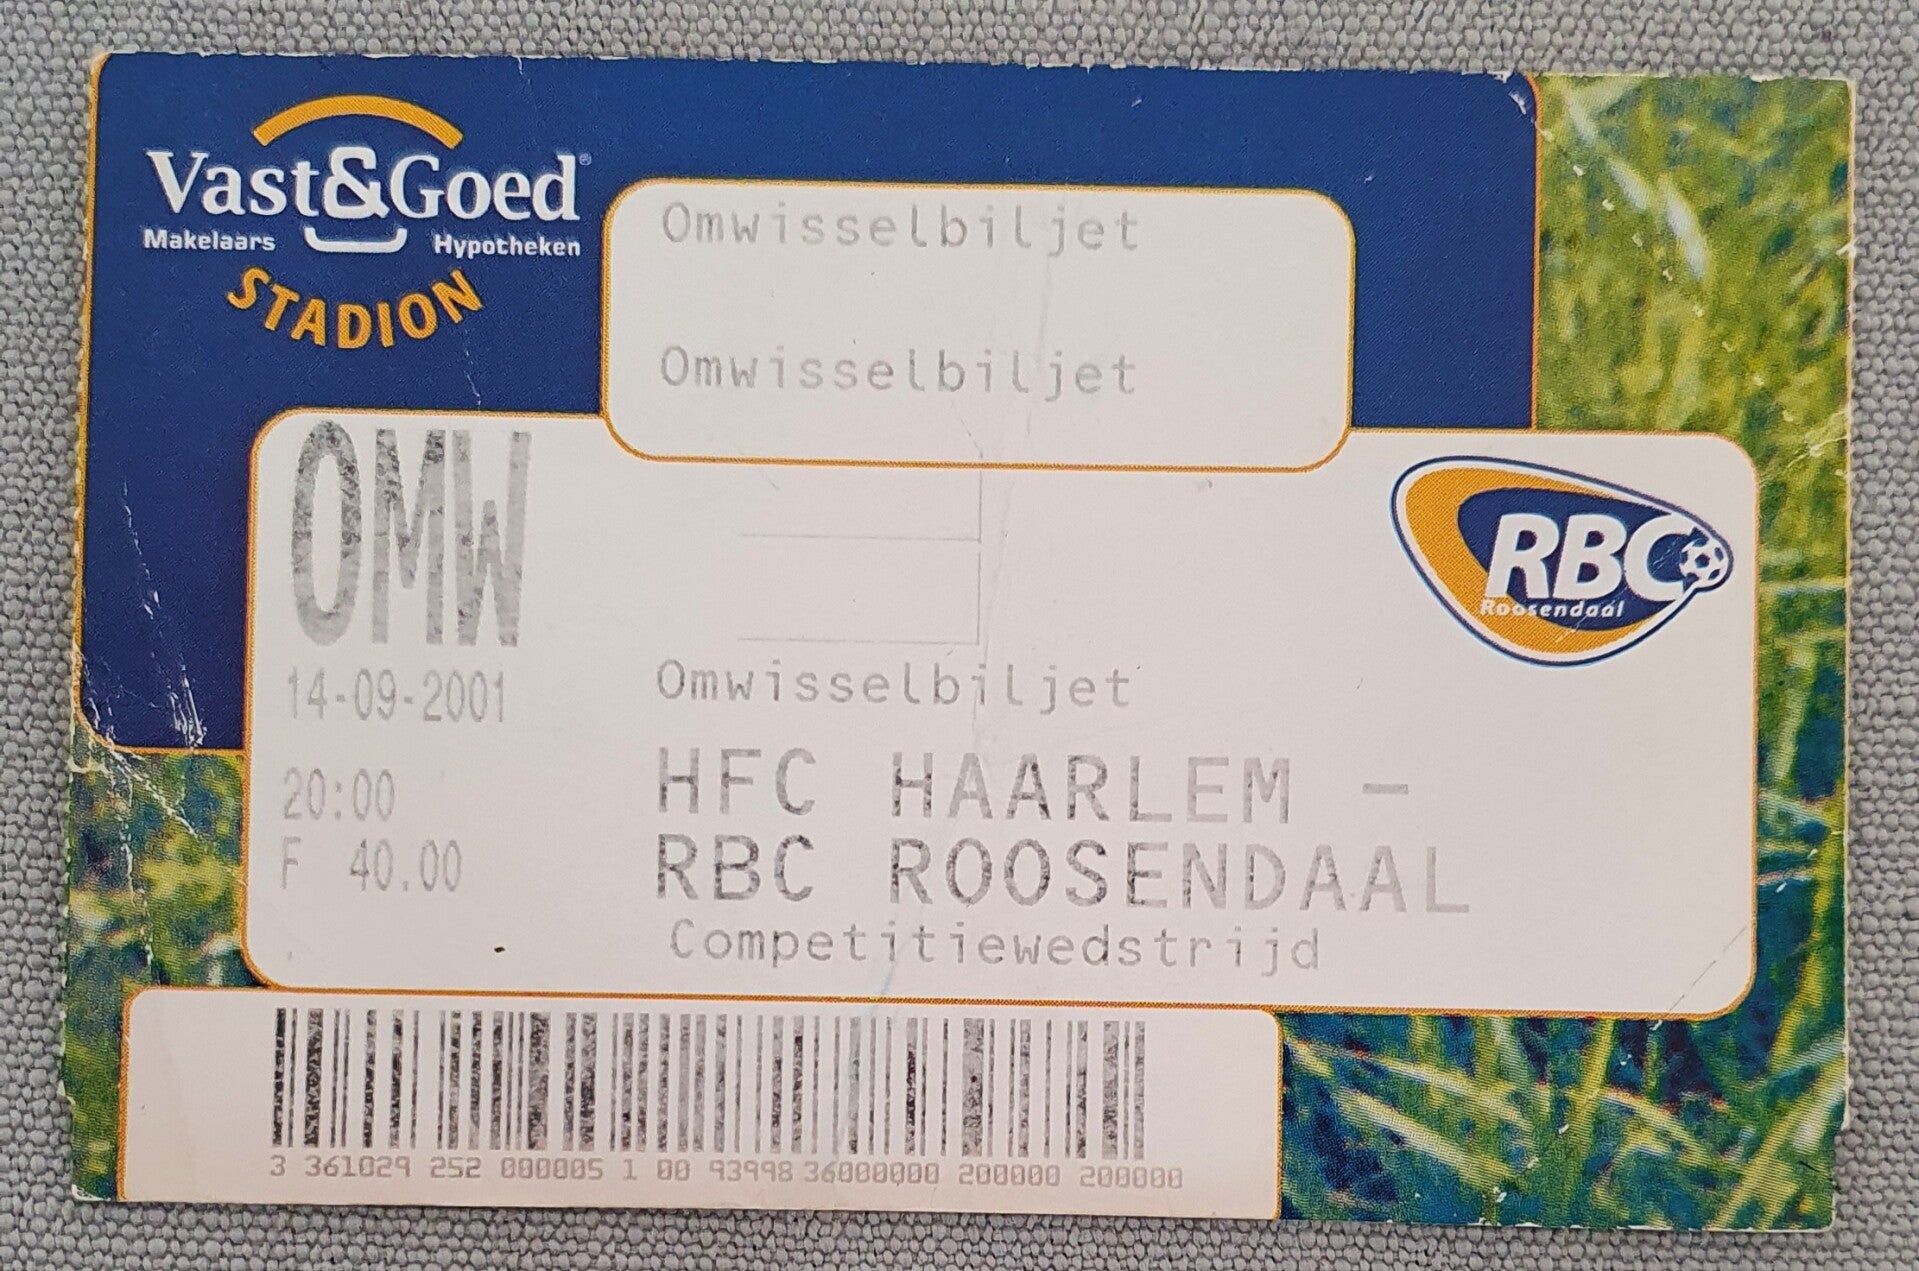 Vast&Goed®
Makelaars Hypotheken
STADION
Omwisselbiljet
Omwisselbiljet
OMW
RBC
Roosendaal
14-09-2001
Omwisselbiljet
20:00
HFC HAARLEM -
F 40.00
RBC ROOSENDAAL
Competitiewedstrijd
3 361029 252 000005 1 00 93998 36000000 200000 200000